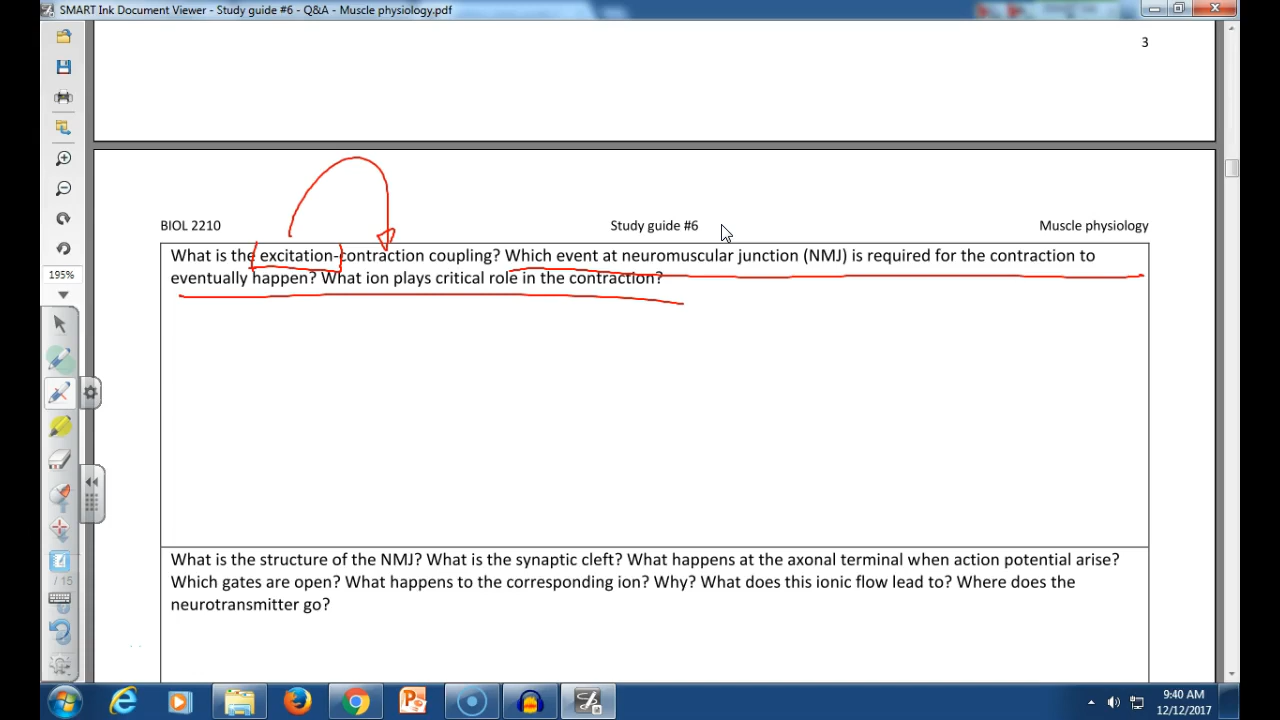 SMART Ink Document Viewer - Study guide #6 - Q&A - Muscle physiology.pdf
3
BIOL 2210 Study guide #6 Muscle physiology
What is the excitation-contraction coupling? Which event at neuromuscular junction (NMJ) is required for the contraction to
eventually happen? What ion plays critical role in the contraction?
195%
What is the structure of the NMJ? What is the synaptic cleft? What happens at the axonal terminal when action potential arise?
Which gates are open? What happens to the corresponding ion? Why? What does this ionic flow lead to? Where does the
neurotransmitter go?
/ 15
9:40 AM
12/12/2017